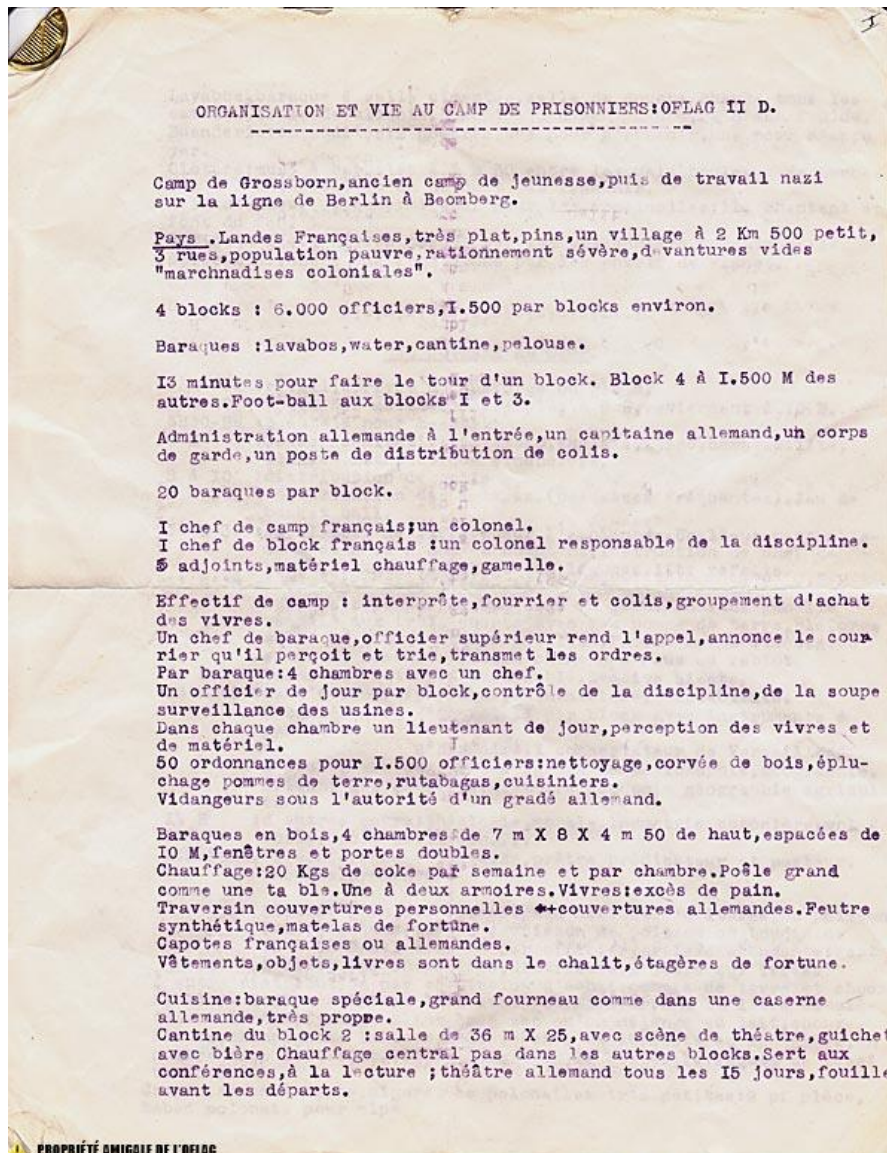 I
ORGANISATION ET VIE AU CAMP DE PRISONNIERS:OFLAG II D.
Camp de Grossborn,ancien camp de jeunesse,puis de travail nazi
sur la ligne de Berlin à Beomberg.
Pays .Landes Françaises,très plat,pins,un village à 2 Km 500 petit,
3 rues,population pauvre,rationnement sévère,devantures vides
"marchnadises coloniales".
4 blocks : 6.000 officiers,I.500 par blocks environ.
Baraques :lavabos,water,cantine,pelouse.
I3 minutes pour faire le tour d'un block. Block 4 à I.500 M des
autres.Foot-ball aux blocks I et 3.
Administration allemande à l'entrée,un capitaine allemand,un corps
de garde,un poste de distribution de colis.
20 baraques par block.
I chef de camp français;un colonel.
I chef de block français :un colonel responsable de la discipline.
5 adjoints,matériel chauffage,gamelle.
Effectif de camp : interprète,fourrier et colis,groupement d'achat
des vivres.
Un chef de baraque,officier supérieur rend l'appel,annonce le cour
rier qu'il perçoit et trie,transmet les ordres.
Par baraque:4 chambres avec un chef.
Un officier de jour par block,contrôle de la discipline,de la soupe
surveillance des usines.
Dans chaque chambre un lieutenant de jour,perception des vivres et
de matériel.
50 ordonnances pour I.500 officiers:nettoyage,corvée de bois,éplu-
chage pommes de terre,rutabagas,cuisiniers.
Vidangeurs sous l'autorité d'un gradé allemand.
Baraques en bois,4 chambres de 7 m X 8 X 4 m 50 de haut,espacées de
IO M,fenêtres et portes doubles.
Chauffage:20 Kgs de coke par semaine et par chambre.Poêle grand
comme une ta ble.Une à deux armoires.Vivres:excès de pain.
Traversin couvertures personnelles +couvertures allemandes.Feutre
synthétique,matelas de fortune.
Capotes françaises ou allemandes.
Vêtements,objets,livres sont dans le chalit,étagères de fortune.
Cuisine:baraque spéciale,grand fourneau comme dans une caserne
allemande,très propre.
Cantine du block 2 :salle de 36 m X 25,avec scène de théatre,guichet
avec bière Chauffage central pas dans les autres blocks.Sert aux
conférences,à la lecture ;théâtre allemand tous les I5 jours,fouille
avant les départs.
PROPRIÉTÉ AMICALE DE L'OFLAG